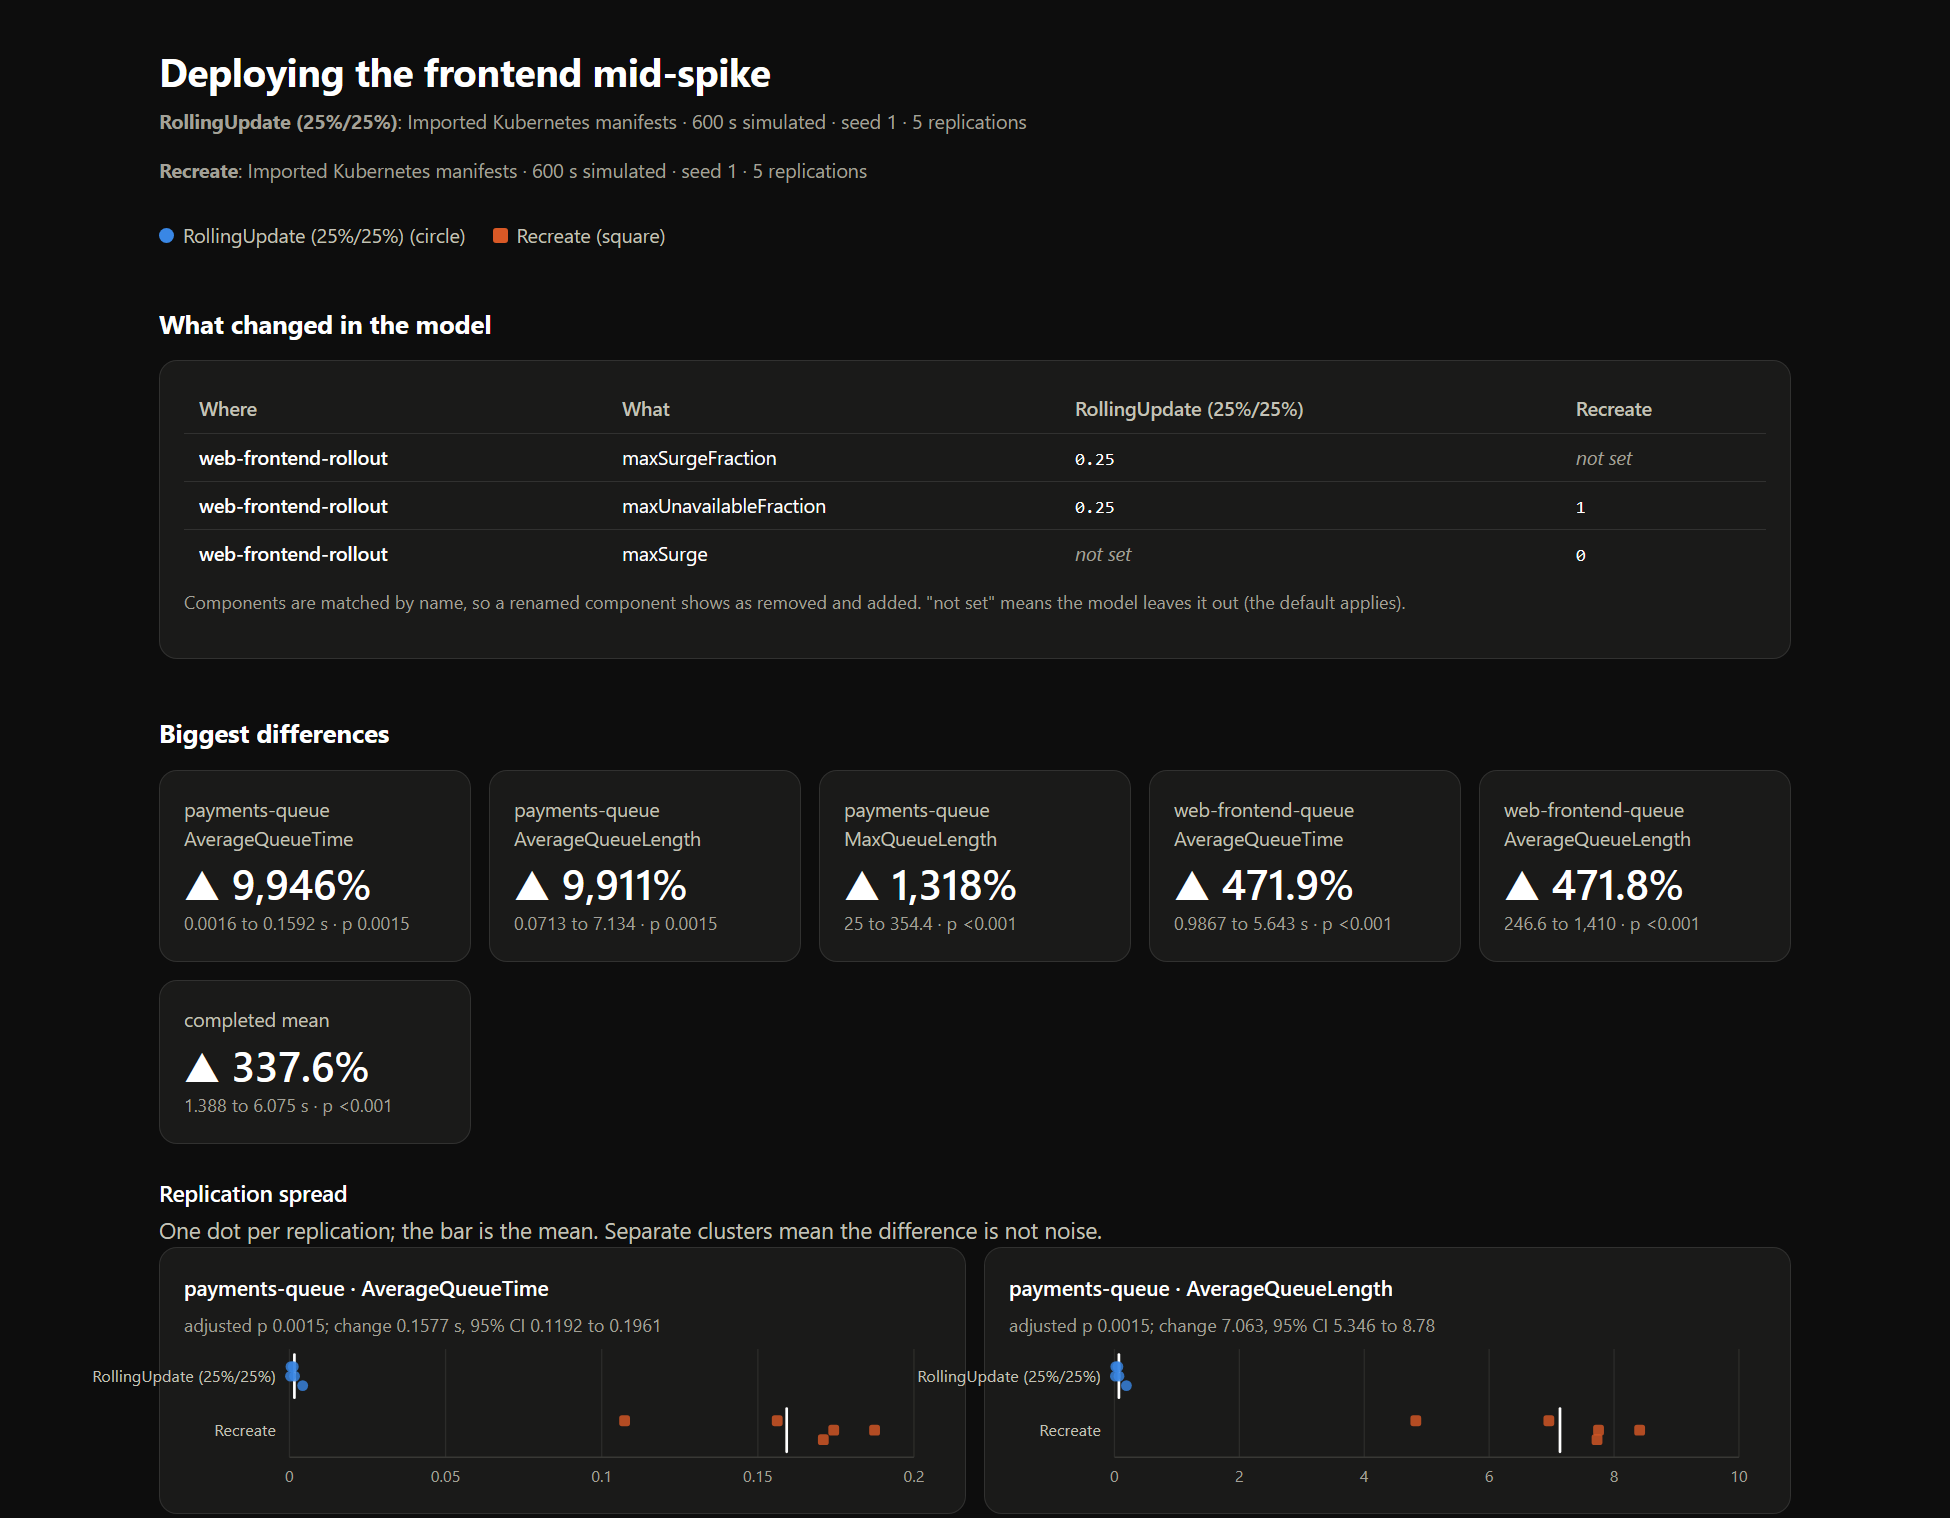 Deploying the frontend mid-spike
RollingUpdate (25%/25%): Imported Kubernetes manifests · 600 s simulated · seed 1 · 5 replications
Recreate: Imported Kubernetes manifests · 600 s simulated · seed 1 · 5 replications
RollingUpdate (25%/25%) (circle) Recreate (square)
What changed in the model
Where What RollingUpdate (25%/25%) Recreate
web-frontend-rollout maxSurgeFraction 0.25 not set
web-frontend-rollout maxUnavailableFraction 0.25 1
web-frontend-rollout maxSurge not set 0
Components are matched by name, so a renamed component shows as removed and added. "not set" means the model leaves it out (the default applies).
Biggest differences
payments-queue
AverageQueueTime
▲ 9,946%
0.0016 to 0.1592 s · p 0.0015
payments-queue
AverageQueueLength
▲ 9,911%
0.0713 to 7.134 · p 0.0015
payments-queue
MaxQueueLength
▲ 1,318%
25 to 354.4 · p <0.001
web-frontend-queue
AverageQueueTime
▲ 471.9%
0.9867 to 5.643 s · p <0.001
web-frontend-queue
AverageQueueLength
▲ 471.8%
246.6 to 1,410 · p <0.001
completed mean
▲ 337.6%
1.388 to 6.075 s · p <0.001
Replication spread
One dot per replication; the bar is the mean. Separate clusters mean the difference is not noise.
payments-queue · AverageQueueTime
adjusted p 0.0015; change 0.1577 s, 95% CI 0.1192 to 0.1961
RollingUpdate (25%/25%)
Recreate
0 0.05 0.1 0.15 0.2
payments-queue · AverageQueueLength
adjusted p 0.0015; change 7.063, 95% CI 5.346 to 8.78
RollingUpdate (25%/25%)
Recreate
0 2 4 6 8 10